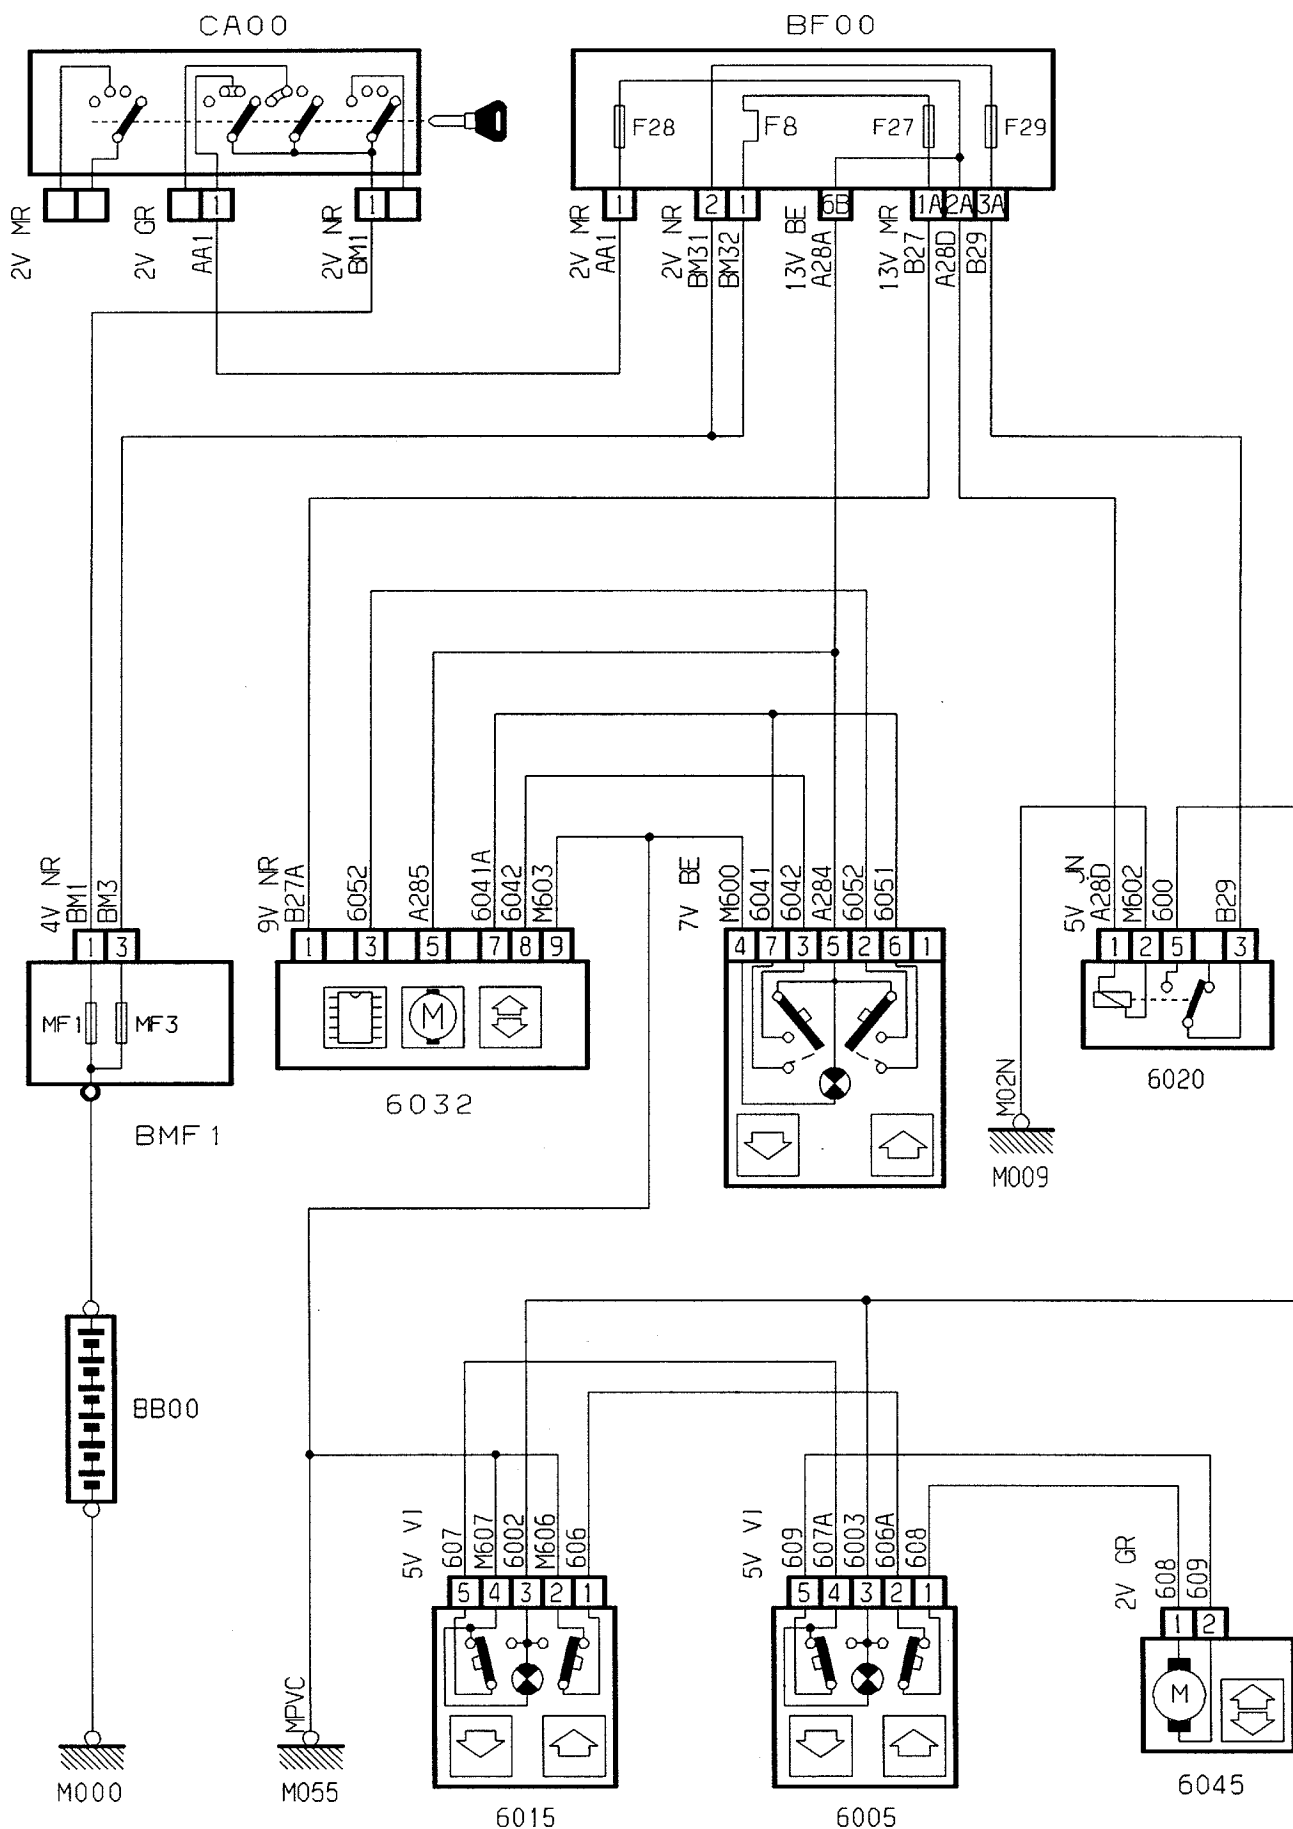 CA00
BF00
F28
F8
F27
F29
1
1
1
2
1
6B
1A
2A
3A
2V MR
2V GR
AA1
2V NR
BM1
2V MR
AA1
2V NR
BM31
BM32
13V BE
A28A
13V MR
B27
A28D
B29
4V NR
BM1
BM3
9V NR
B27A
6052
A285
6041A
6042
M603
7V BE
M600
6041
6042
A284
6052
6051
5V JN
A28D
M602
600
B29
1
3
1
3
5
7
8
9
4
7
3
5
2
6
1
1
2
5
3
MF1
MF3
M
6032
BMF1
6020
M02N
M009
BB00
5V VI
607
M607
6002
M606
606
5V VI
609
607A
6003
606A
608
2V GR
608
609
5
4
3
2
1
5
4
3
2
1
1
2
M
MPVC
M000
M055
6015
6005
6045